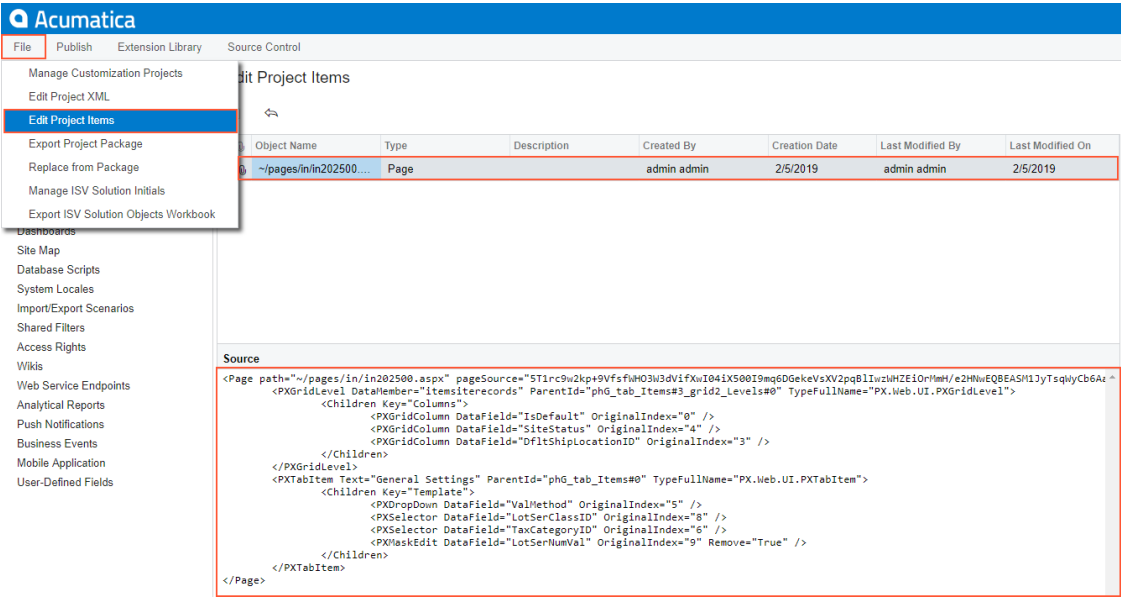 Acumatica
File Publish Extension Library Source Control
Manage Customization Projects
Edit Project XML
Edit Project Items
Export Project Package
Replace from Package
Manage ISV Solution Initials
Export ISV Solution Objects Workbook
Dashboards
Site Map
Database Scripts
System Locales
Import/Export Scenarios
Shared Filters
Access Rights
Wikis
Web Service Endpoints
Analytical Reports
Push Notifications
Business Events
Mobile Application
User-Defined Fields
dit Project Items
Object Name Type Description Created By Creation Date Last Modified By Last Modified On
~/pages/in/in202500.... Page admin admin 2/5/2019 admin admin 2/5/2019
Source
<Page path="~/pages/in/in202500.aspx" pageSource="5T1rc9w2kp+9VfsfWHO3W3dVifXwI04iX500I9mq6DGekeVsXV2pqBlIwzWHZEiOrMmH/e2HNwEQBEASM1JyTsqWyCb6Aa
<PXGridLevel DataMember="itemsiterecords" ParentId="phG_tab_Items#3_grid2_Levels#0" TypeFullName="PX.Web.UI.PXGridLevel">
<Children Key="Columns">
<PXGridColumn DataField="IsDefault" OriginalIndex="0" />
<PXGridColumn DataField="SiteStatus" OriginalIndex="4" />
<PXGridColumn DataField="DfltShipLocationID" OriginalIndex="3" />
</Children>
</PXGridLevel>
<PXTabItem Text="General Settings" ParentId="phG_tab_Items#0" TypeFullName="PX.Web.UI.PXTabItem">
<Children Key="Template">
<PXDropDown DataField="ValMethod" OriginalIndex="5" />
<PXSelector DataField="LotSerClassID" OriginalIndex="8" />
<PXSelector DataField="TaxCategoryID" OriginalIndex="6" />
<PXMaskEdit DataField="LotSerNumVal" OriginalIndex="9" Remove="True" />
</Children>
</PXTabItem>
</Page>